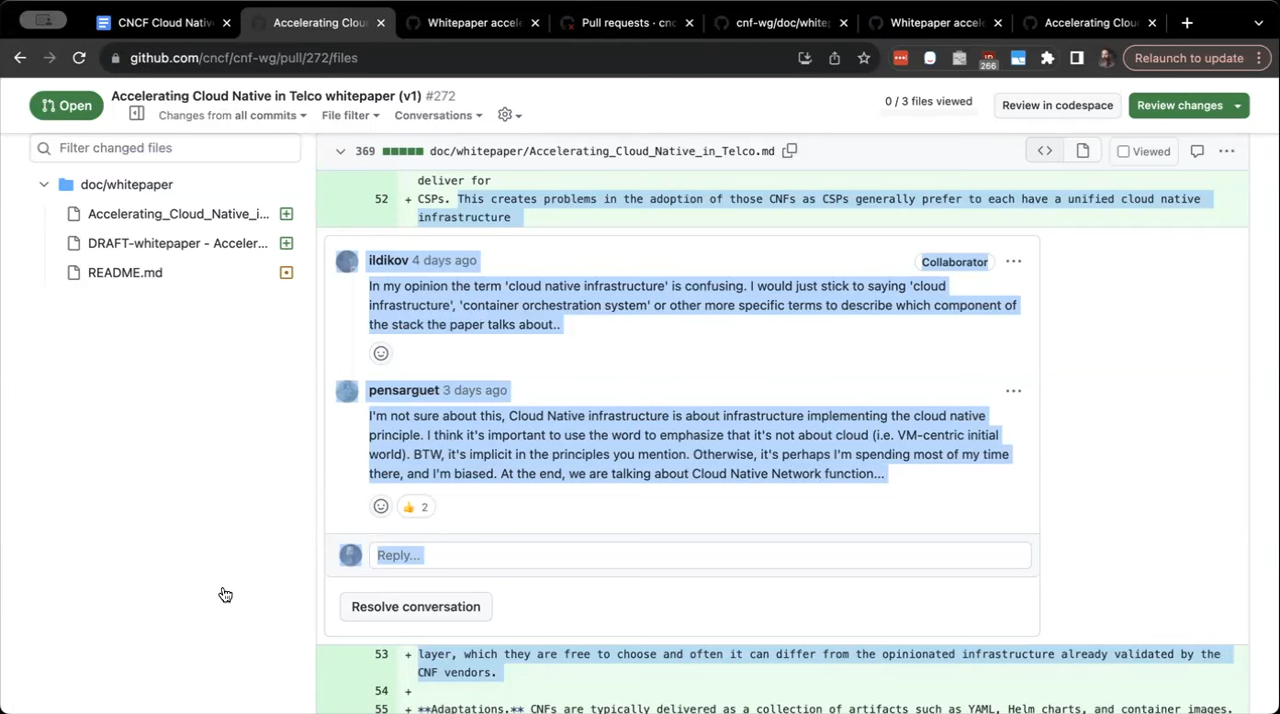 CNCF Cloud Nativ
Accelerating Clou
Whitepaper accel
Pull requests · cnc
cnf-wg/doc/white
Whitepaper accel
Accelerating Clou
github.com/cncf/cnf-wg/pull/272/files
266
Relaunch to update
Open
Accelerating Cloud Native in Telco whitepaper (v1) #272
Changes from all commits
File filter
Conversations
0 / 3 files viewed
Review in codespace
Review changes
Filter changed files
doc/whitepaper
Accelerating_Cloud_Native_i...
DRAFT-whitepaper - Acceler...
README.md
369 doc/whitepaper/Accelerating_Cloud_Native_in_Telco.md
Viewed
deliver for
52 + CSPs. This creates problems in the adoption of those CNFs as CSPs generally prefer to each have a unified cloud native
infrastructure
ildikov 4 days ago
Collaborator
In my opinion the term 'cloud native infrastructure' is confusing. I would just stick to saying 'cloud
infrastructure', 'container orchestration system' or other more specific terms to describe which component of
the stack the paper talks about..
pensarguet 3 days ago
I'm not sure about this, Cloud Native infrastructure is about infrastructure implementing the cloud native
principle. I think it's important to use the word to emphasize that it's not about cloud (i.e. VM-centric initial
world). BTW, it's implicit in the principles you mention. Otherwise, it's perhaps I'm spending most of my time
there, and I'm biased. At the end, we are talking about Cloud Native Network function...
👍 2
Reply...
Resolve conversation
53 + layer, which they are free to choose and often it can differ from the opinionated infrastructure already validated by the
CNF vendors.
54 +
55 + **Adaptations.** CNFs are typically delivered as a collection of artifacts such as YAML, Helm charts, and container images.